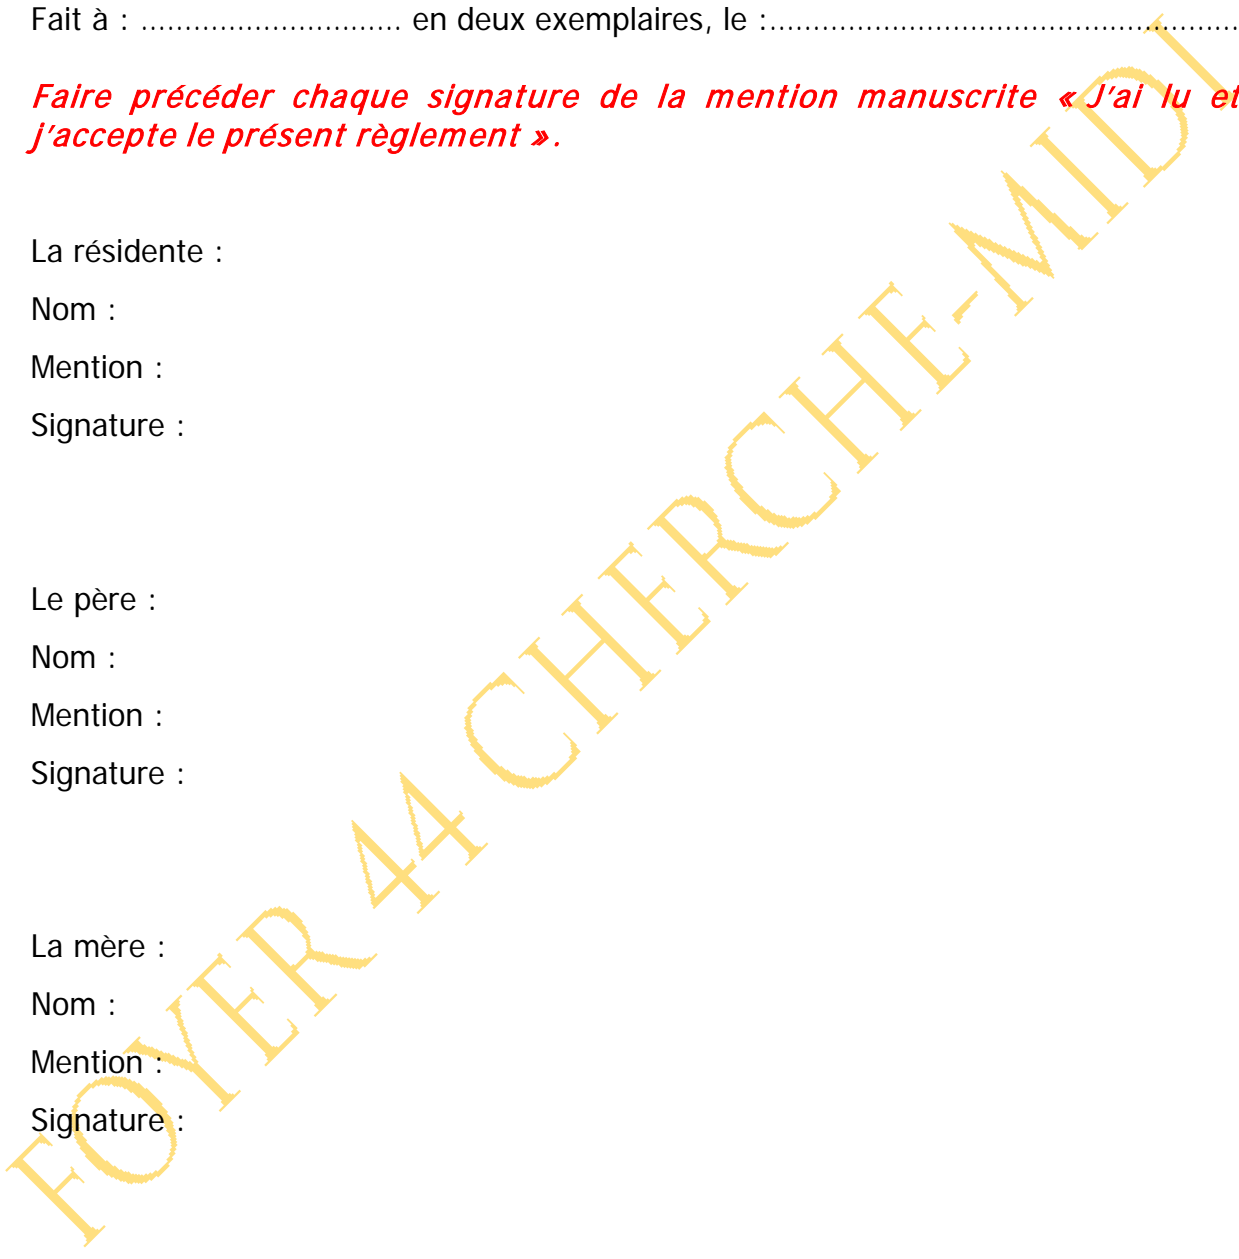 Fait à : .............................. en deux exemplaires, le :......................................................
Faire précéder chaque signature de la mention manuscrite « J’ai lu et
j’accepte le présent règlement ».
La résidente :
Nom :
Mention :
Signature :
Le père :
Nom :
Mention :
Signature :
La mère :
Nom :
Mention :
Signature :
FOYER 44 CHERCHE-MIDI